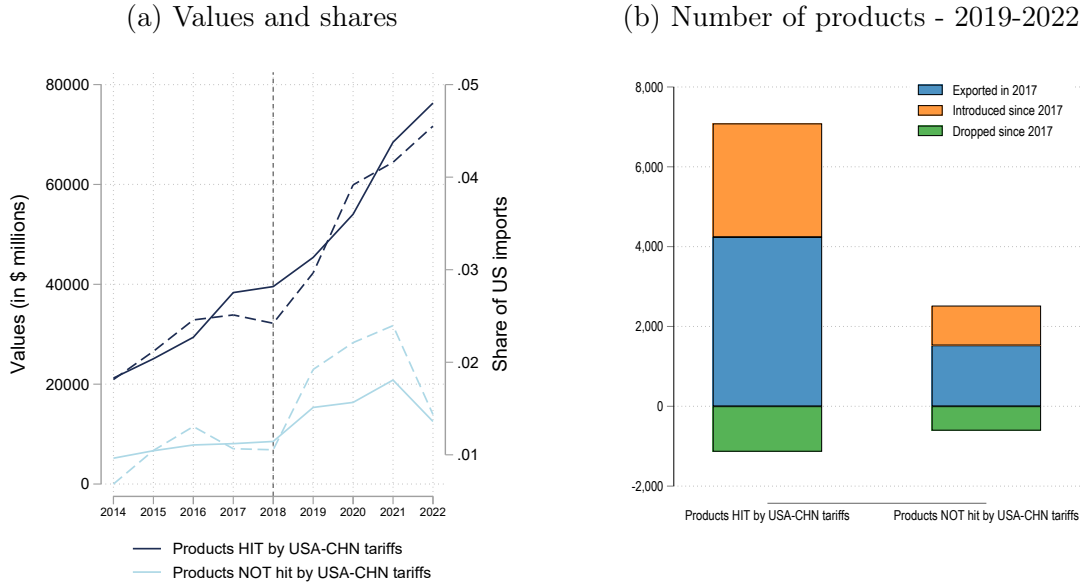 (a) Values and shares
80000
60000
40000
20000
0
Values (in $ millions)
.05
.04
.03
.02
.01
Share of US imports
2014 2015 2016 2017 2018 2019 2020 2021 2022
Products HIT by USA-CHN tariffs
Products NOT hit by USA-CHN tariffs
(b) Number of products - 2019-2022
8,000
6,000
4,000
2,000
0
-2,000
Exported in 2017
Introduced since 2017
Dropped since 2017
Products HIT by USA-CHN tariffs Products NOT hit by USA-CHN tariffs